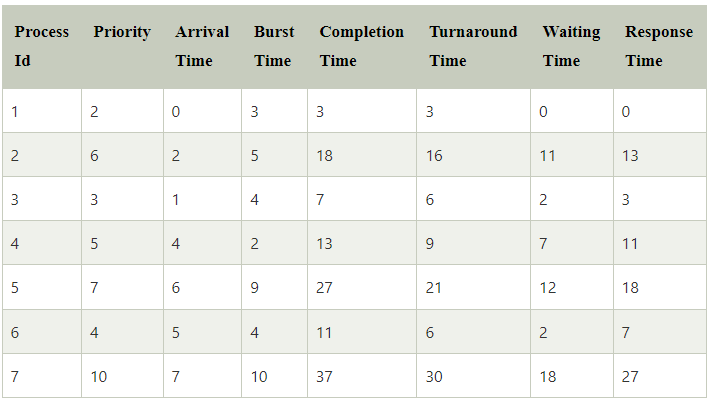 Process Id Priority Arrival Time Burst Time Completion Time Turnaround Time Waiting Time Response Time
1 2 0 3 3 3 0 0
2 6 2 5 18 16 11 13
3 3 1 4 7 6 2 3
4 5 4 2 13 9 7 11
5 7 6 9 27 21 12 18
6 4 5 4 11 6 2 7
7 10 7 10 37 30 18 27